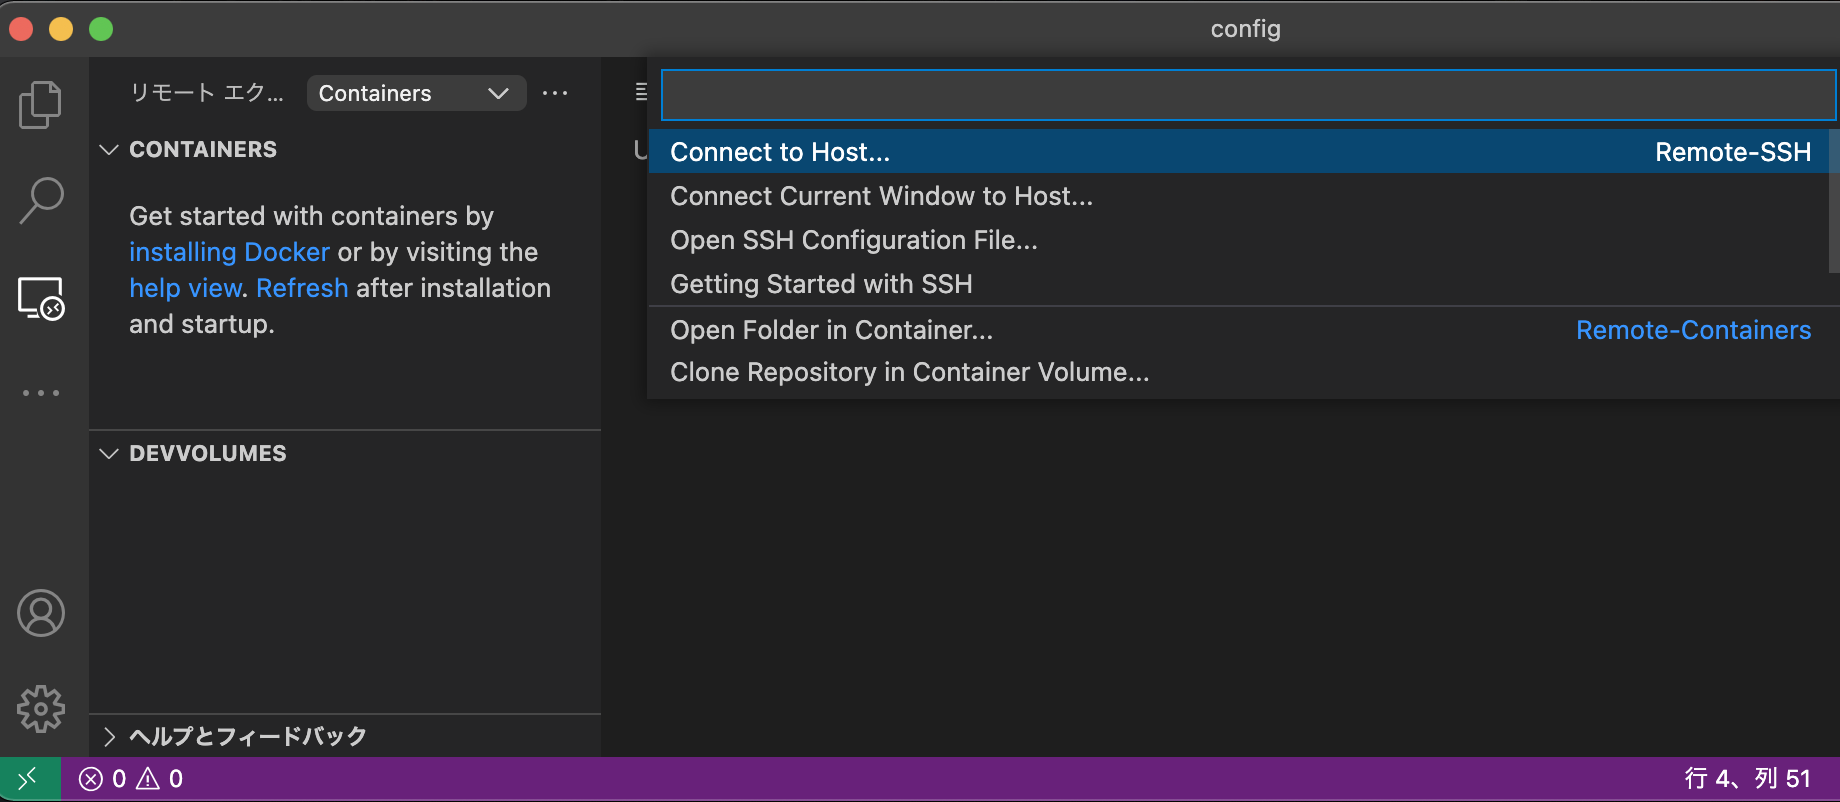 config
リモート エク...
Containers
CONTAINERS
Get started with containers by
installing Docker or by visiting the
help view. Refresh after installation
and startup.
DEVVOLUMES
ヘルプとフィードバック
Connect to Host...
Remote-SSH
Connect Current Window to Host...
Open SSH Configuration File...
Getting Started with SSH
Open Folder in Container...
Remote-Containers
Clone Repository in Container Volume...
0
0
行 4、列 51